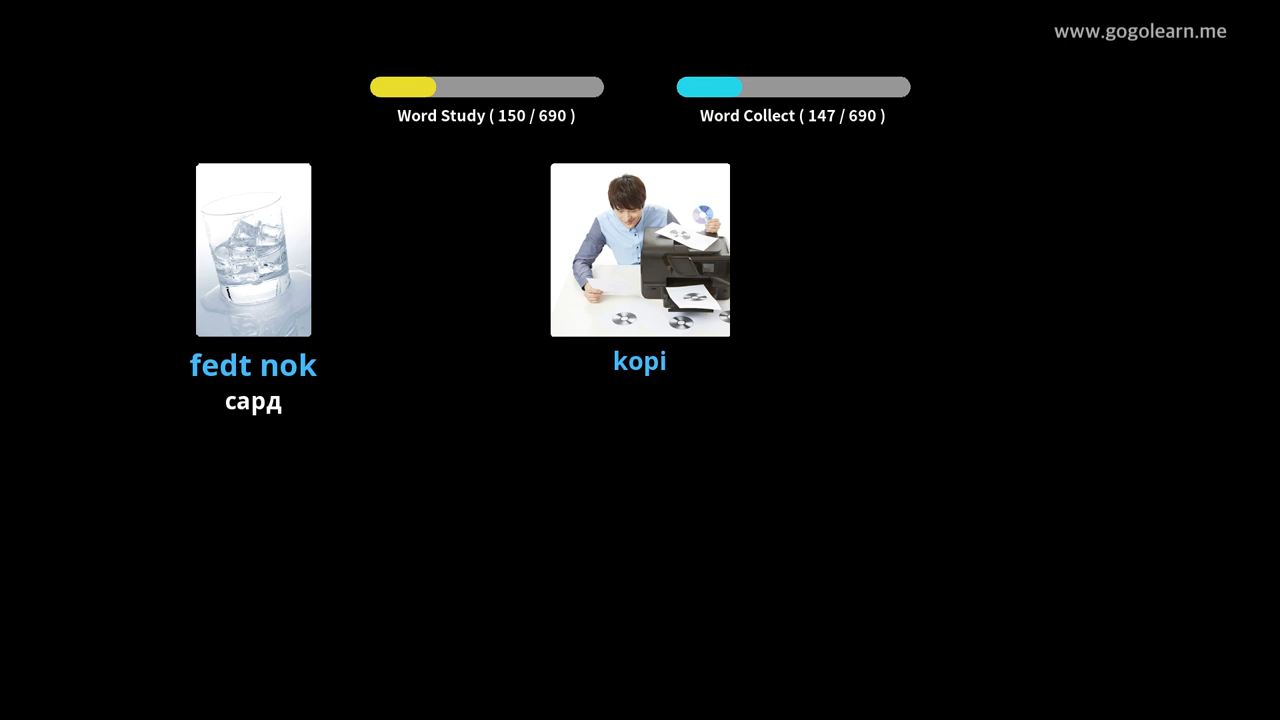 www.gogolearn.me
Word Study ( 150 / 690 )
Word Collect ( 147 / 690 )
fedt nok
сард
kopi